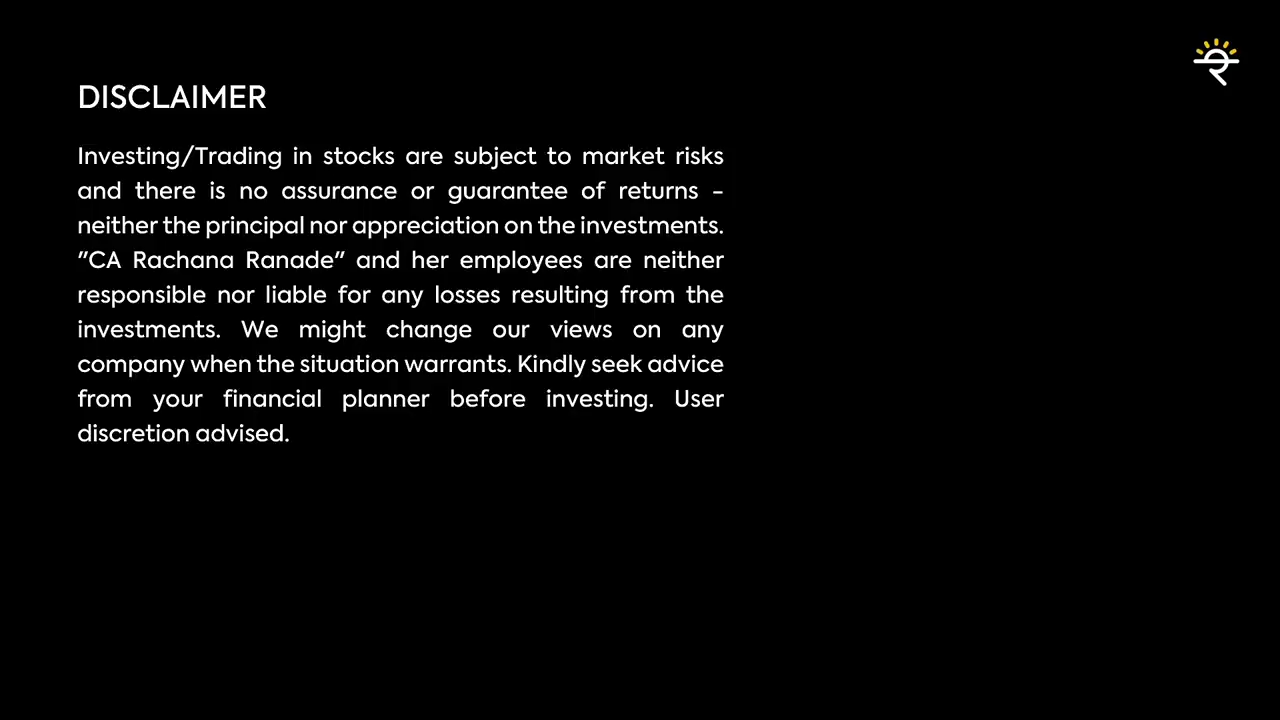 DISCLAIMER
Investing/Trading in stocks are subject to market risks
and there is no assurance or guarantee of returns -
neither the principal nor appreciation on the investments.
"CA Rachana Ranade" and her employees are neither
responsible nor liable for any losses resulting from the
investments. We might change our views on any
company when the situation warrants. Kindly seek advice
from your financial planner before investing. User
discretion advised.